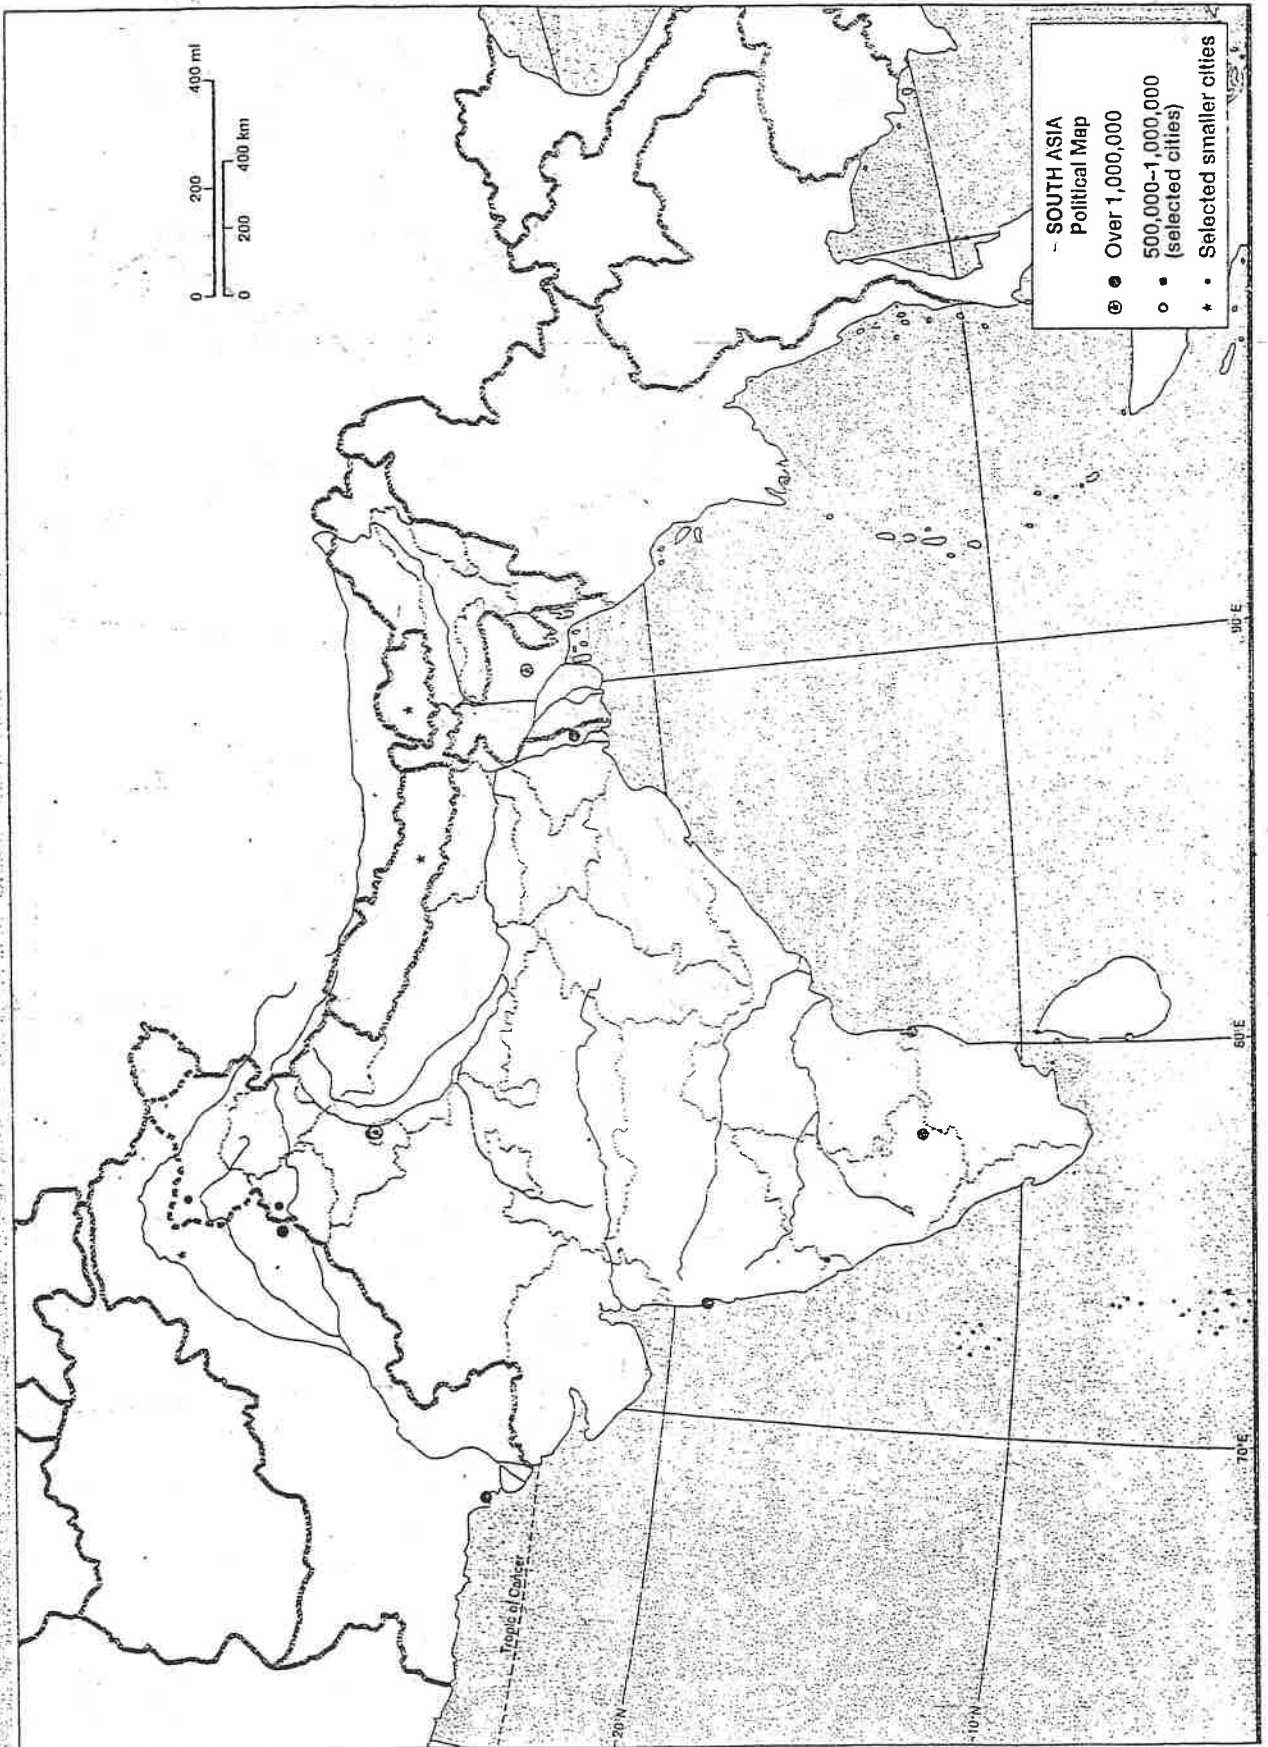 – SOUTH ASIA
Political Map
Over 1,000,000
500,000–1,000,000
(selected cities)
Selected smaller cities
0 200 400 mi
0 200 400 km
Tropic of Cancer
20°N
10°N
70°E
80°E
90°E